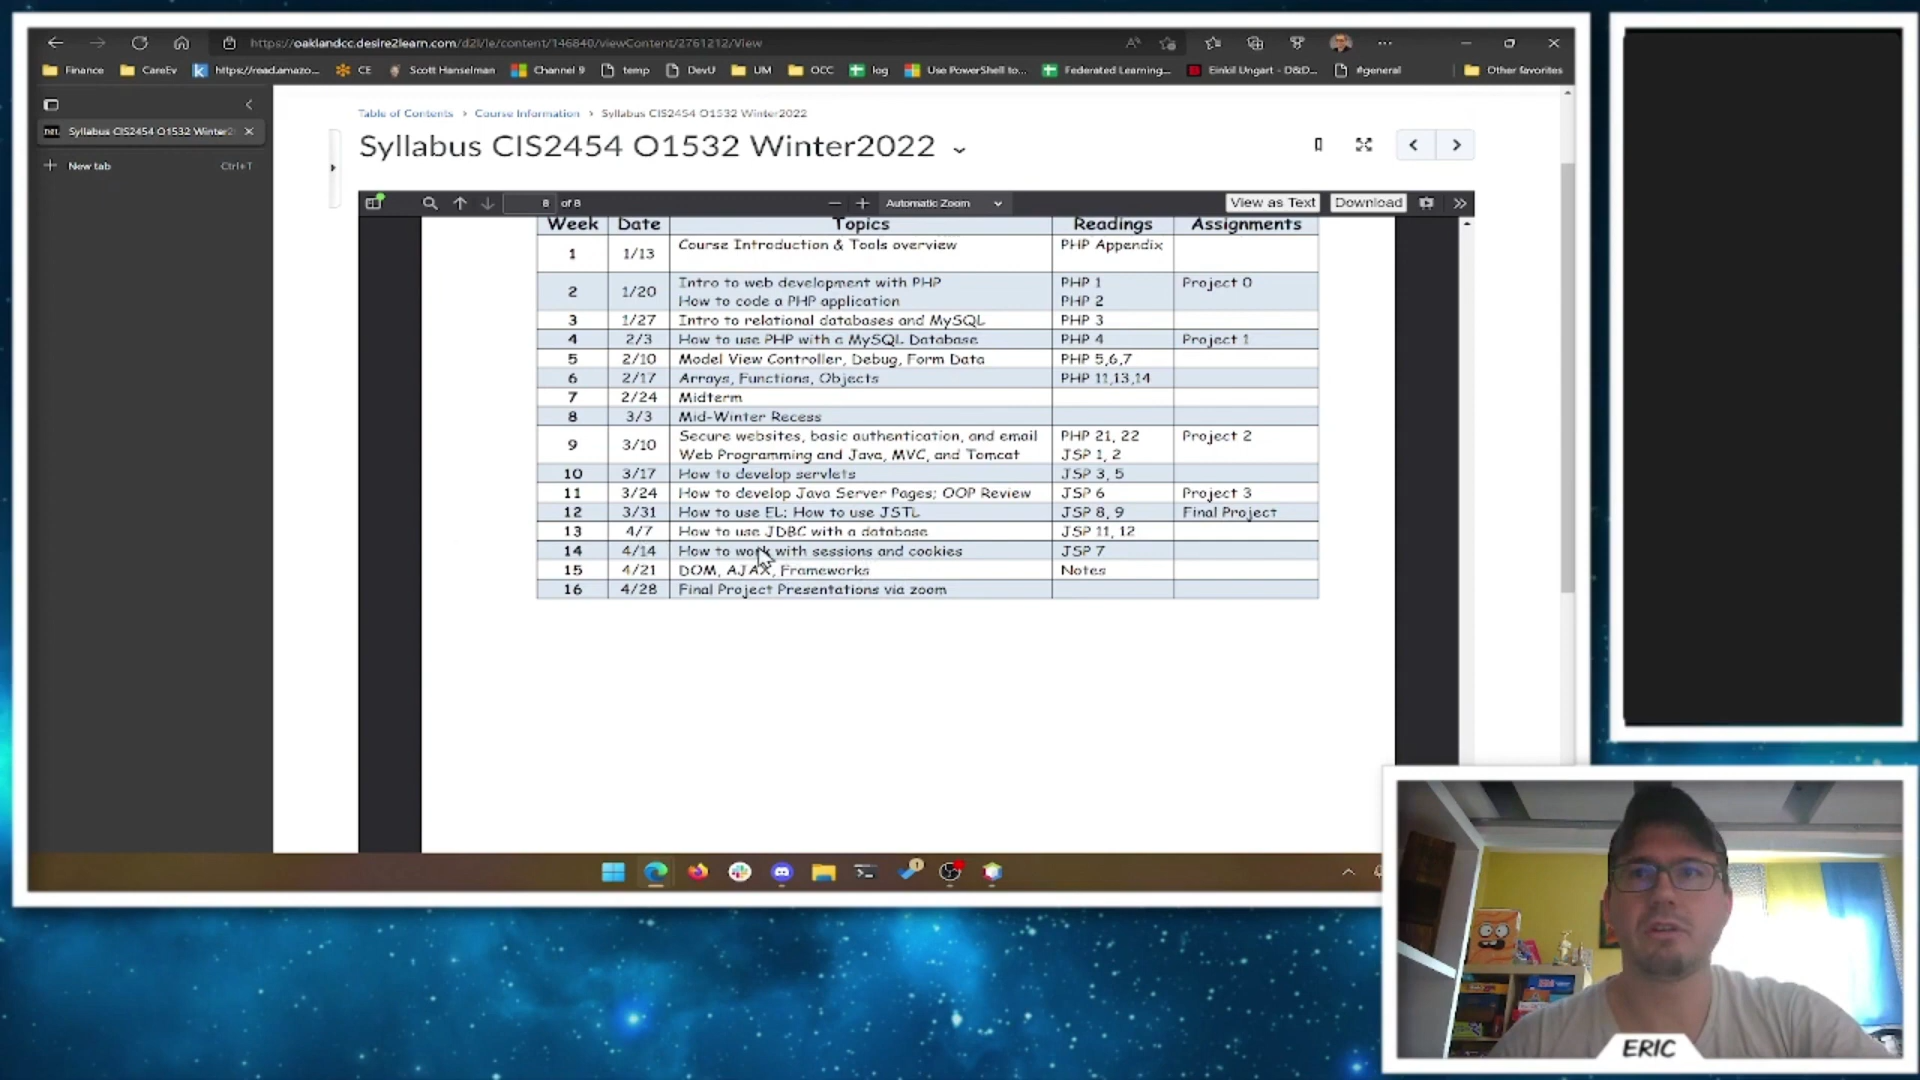 https://oaklandcc.desire2learn.com/d2l/le/content/146840/viewContent/2761212/View
Finance
CareEv
https://read.amazo...
CE
Scott Hanselman
Channel 9
temp
DevU
UM
OCC
log
Use PowerShell to...
Federated Learning...
Einkil Ungart - D&D...
#general
Other favorites
Syllabus CIS2454 O1532 Winter2
New tab
Ctrl+T
Table of Contents > Course Information > Syllabus CIS2454 O1532 Winter2022
Syllabus CIS2454 O1532 Winter2022
8 of 8
Automatic Zoom
View as Text
Download
Week Date Topics Readings Assignments
1 1/13 Course Introduction & Tools overview PHP Appendix
2 1/20 Intro to web development with PHP PHP 1 Project 0
How to code a PHP application PHP 2
3 1/27 Intro to relational databases and MySQL PHP 3
4 2/3 How to use PHP with a MySQL Database PHP 4 Project 1
5 2/10 Model View Controller, Debug, Form Data PHP 5,6,7
6 2/17 Arrays, Functions, Objects PHP 11,13,14
7 2/24 Midterm
8 3/3 Mid-Winter Recess
9 3/10 Secure websites, basic authentication, and email PHP 21, 22 Project 2
Web Programming and Java, MVC, and Tomcat JSP 1, 2
10 3/17 How to develop servlets JSP 3, 5
11 3/24 How to develop Java Server Pages; OOP Review JSP 6 Project 3
12 3/31 How to use EL; How to use JSTL JSP 8, 9 Final Project
13 4/7 How to use JDBC with a database JSP 11, 12
14 4/14 How to work with sessions and cookies JSP 7
15 4/21 DOM, AJAX, Frameworks Notes
16 4/28 Final Project Presentations via zoom
ERIC